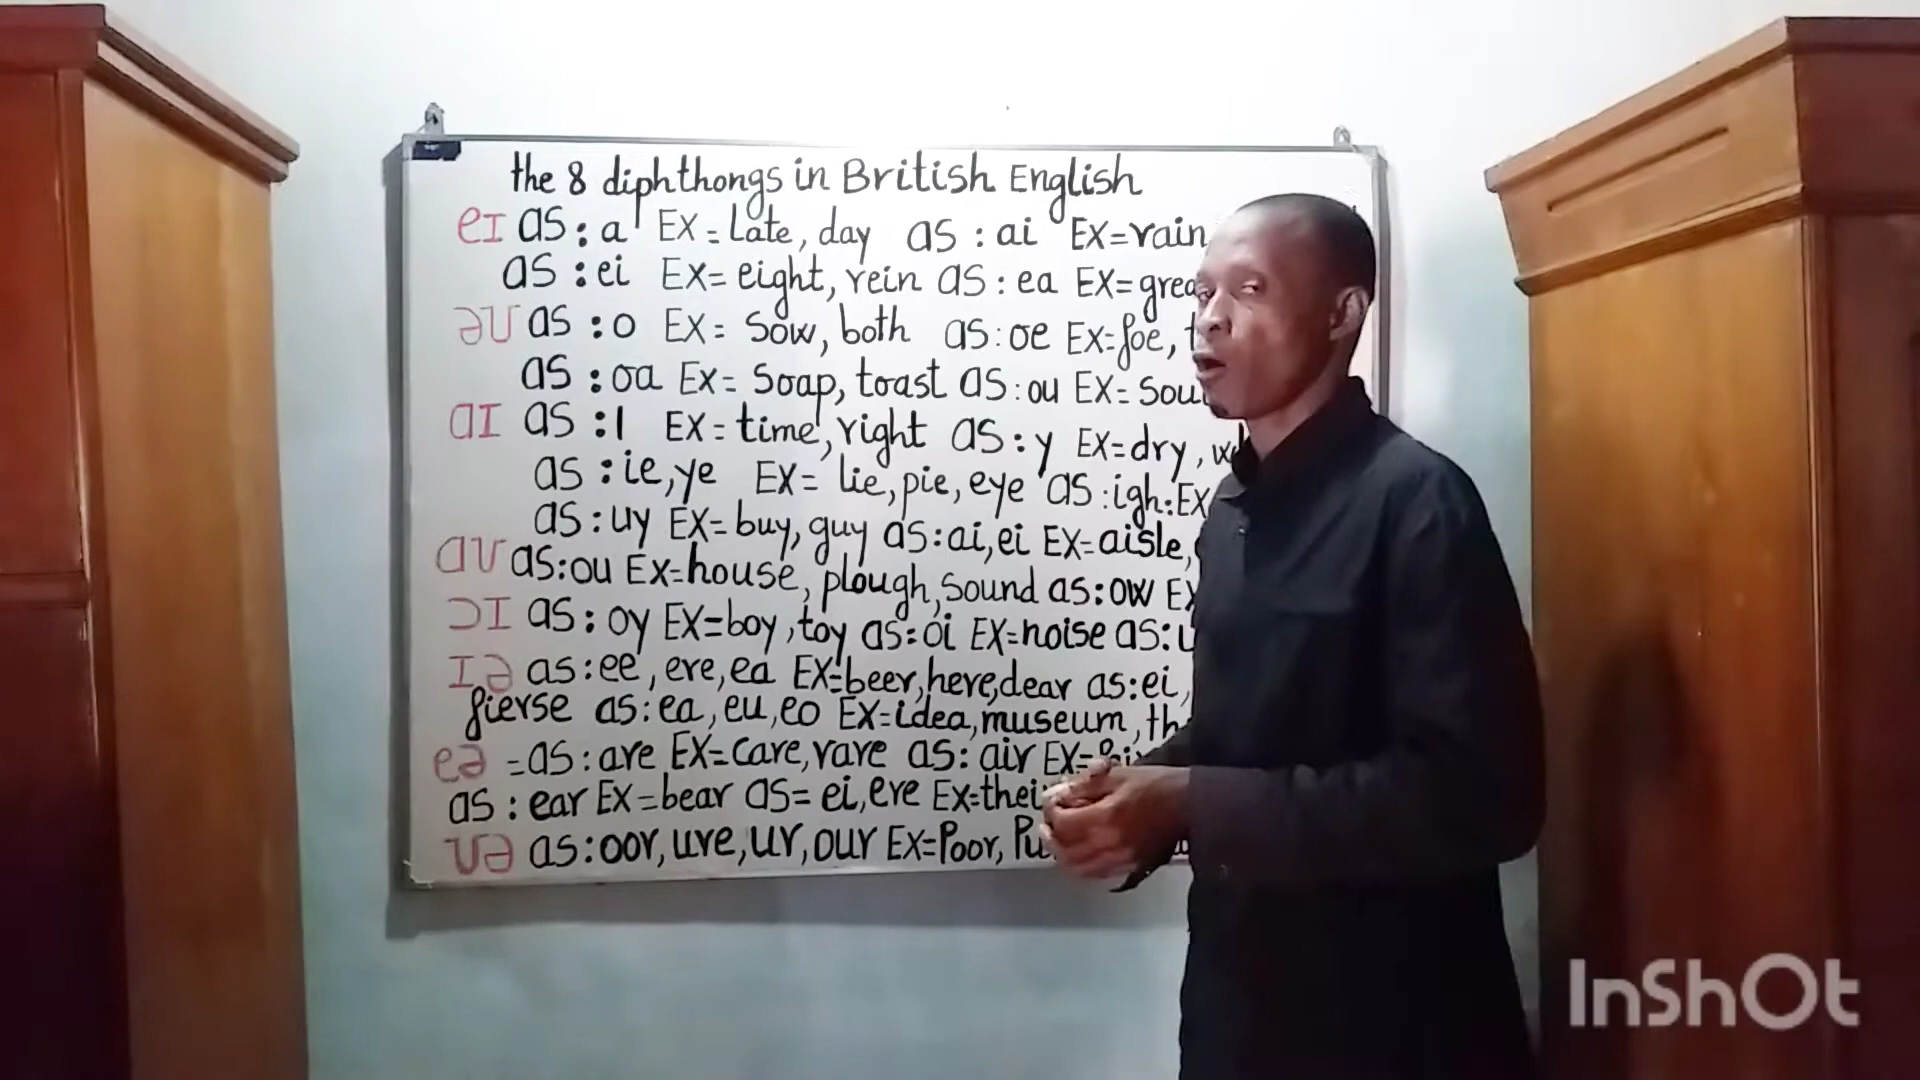 the 8 diphthongs in British English
eɪ as : a Ex = Late, day as : ai Ex=rain
as : ei Ex= eight, rein as : ea Ex=
əʊ as : o Ex= Sow, both as : oe Ex=foe,
as : oa Ex= Soap, toast as : ou Ex=
aɪ as : I Ex= time, right as : y Ex=dry,
as : ie, ye Ex= lie, pie, eye as : igh: Ex
as : uy Ex= buy, guy as : ai, ei Ex= aisle,
aʊ as : ou Ex= house, plough, Sound as : ow Ex
ɔɪ as : oy Ex=boy, toy as : oi Ex=noise as :
ɪə as : ee, ere, ea Ex=beer, here, dear as : ei,
fierse as : ea, eu, eo Ex=idea, museum,
eə = as : are Ex= care, rare as : air Ex=
as : ear Ex=bear as= ei, ere Ex=
ʊə as : oor, ure, ur, our Ex=Poor,
InShOt